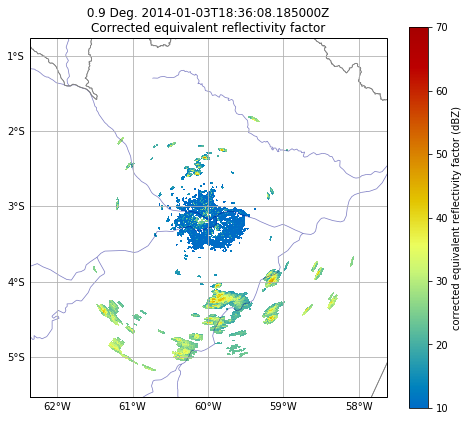 0.9 Deg. 2014-01-03T18:36:08.185000Z
Corrected equivalent reflectivity factor
1°S
2°S
3°S
4°S
5°S
62°W 61°W 60°W 59°W 58°W
70
60
50
40
30
20
10
corrected equivalent reflectivity factor (dBZ)